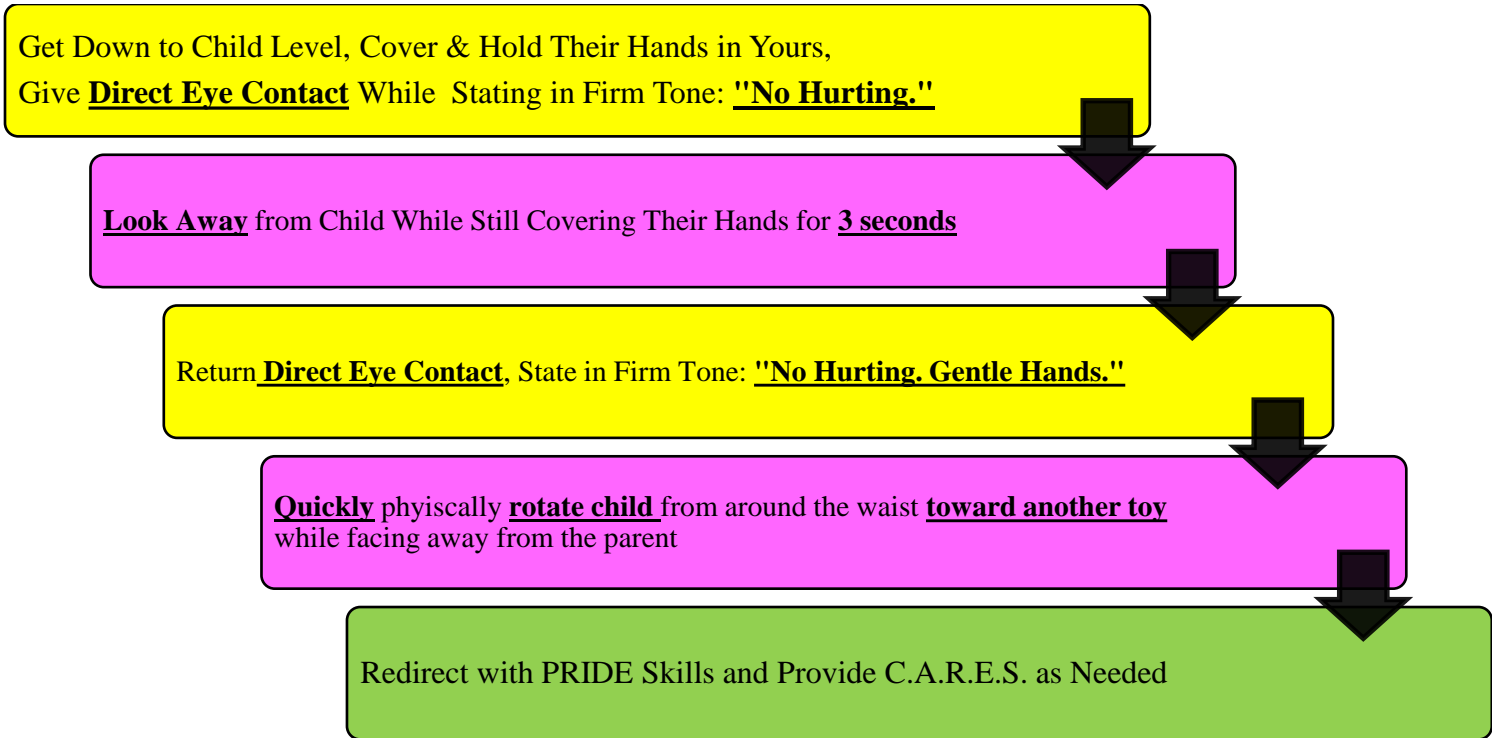 Get Down to Child Level, Cover & Hold Their Hands in Yours,
Give Direct Eye Contact While Stating in Firm Tone: "No Hurting."
Look Away from Child While Still Covering Their Hands for 3 seconds
Return Direct Eye Contact, State in Firm Tone: "No Hurting. Gentle Hands."
Quickly phyiscally rotate child from around the waist toward another toy
while facing away from the parent
Redirect with PRIDE Skills and Provide C.A.R.E.S. as Needed